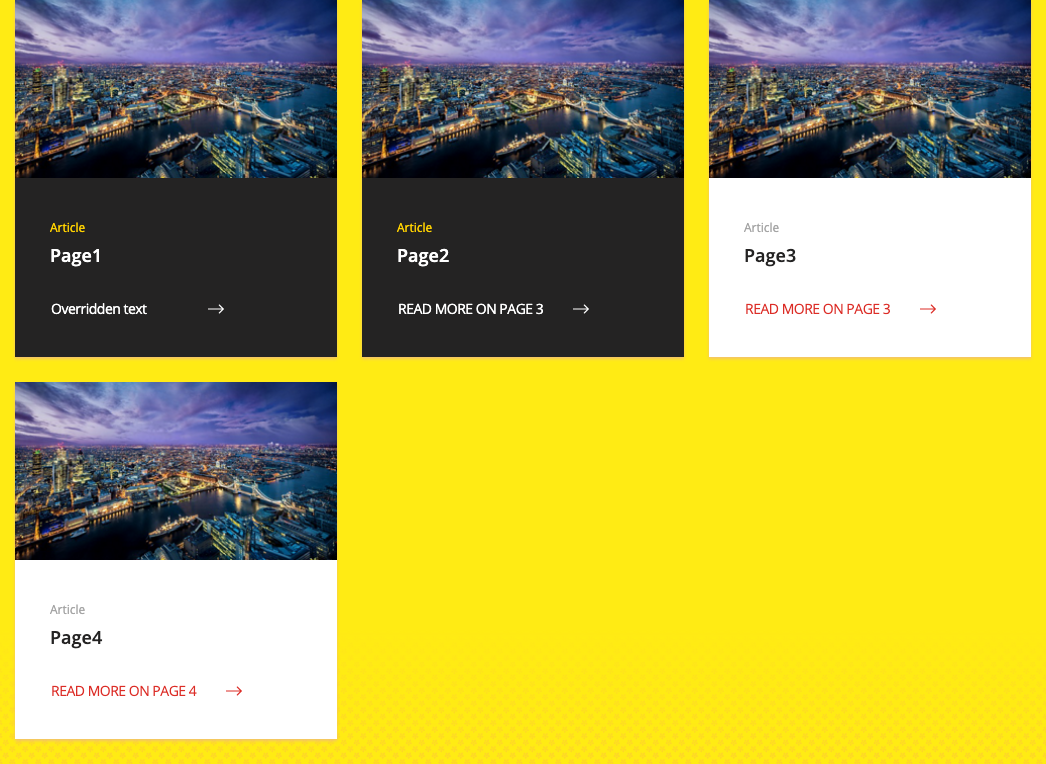 Article
Page1
Overridden text
Article
Page2
READ MORE ON PAGE 3
Article
Page3
READ MORE ON PAGE 3
Article
Page4
READ MORE ON PAGE 4